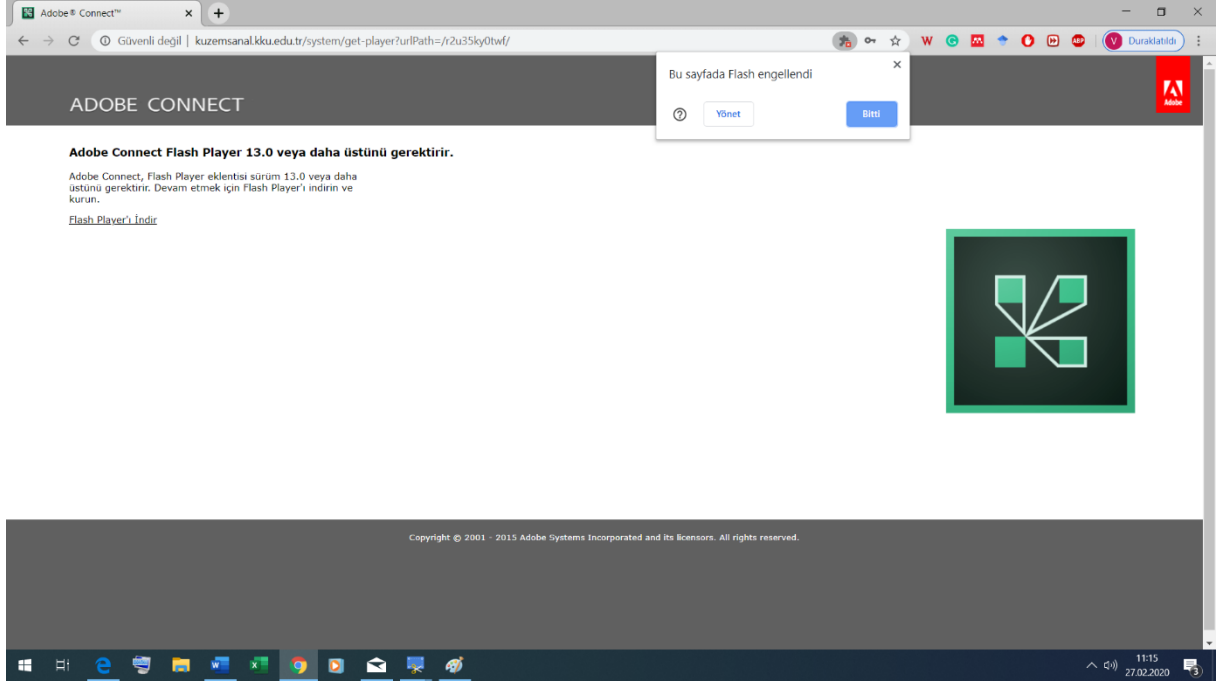 Adobe® Connect™
Güvenli değil | kuzemsanal.kku.edu.tr/system/get-player?urlPath=/r2u35ky0twf/
W
ABP
V Duraklatıldı
Bu sayfada Flash engellendi
Yönet
Bitti
ADOBE CONNECT
Adobe
Adobe Connect Flash Player 13.0 veya daha üstünü gerektirir.
Adobe Connect, Flash Player eklentisi sürüm 13.0 veya daha
üstünü gerektirir. Devam etmek için Flash Player'ı indirin ve
kurun.
Flash Player'ı İndir
Copyright © 2001 - 2015 Adobe Systems Incorporated and its licensors. All rights reserved.
11:15
27.02.2020
3